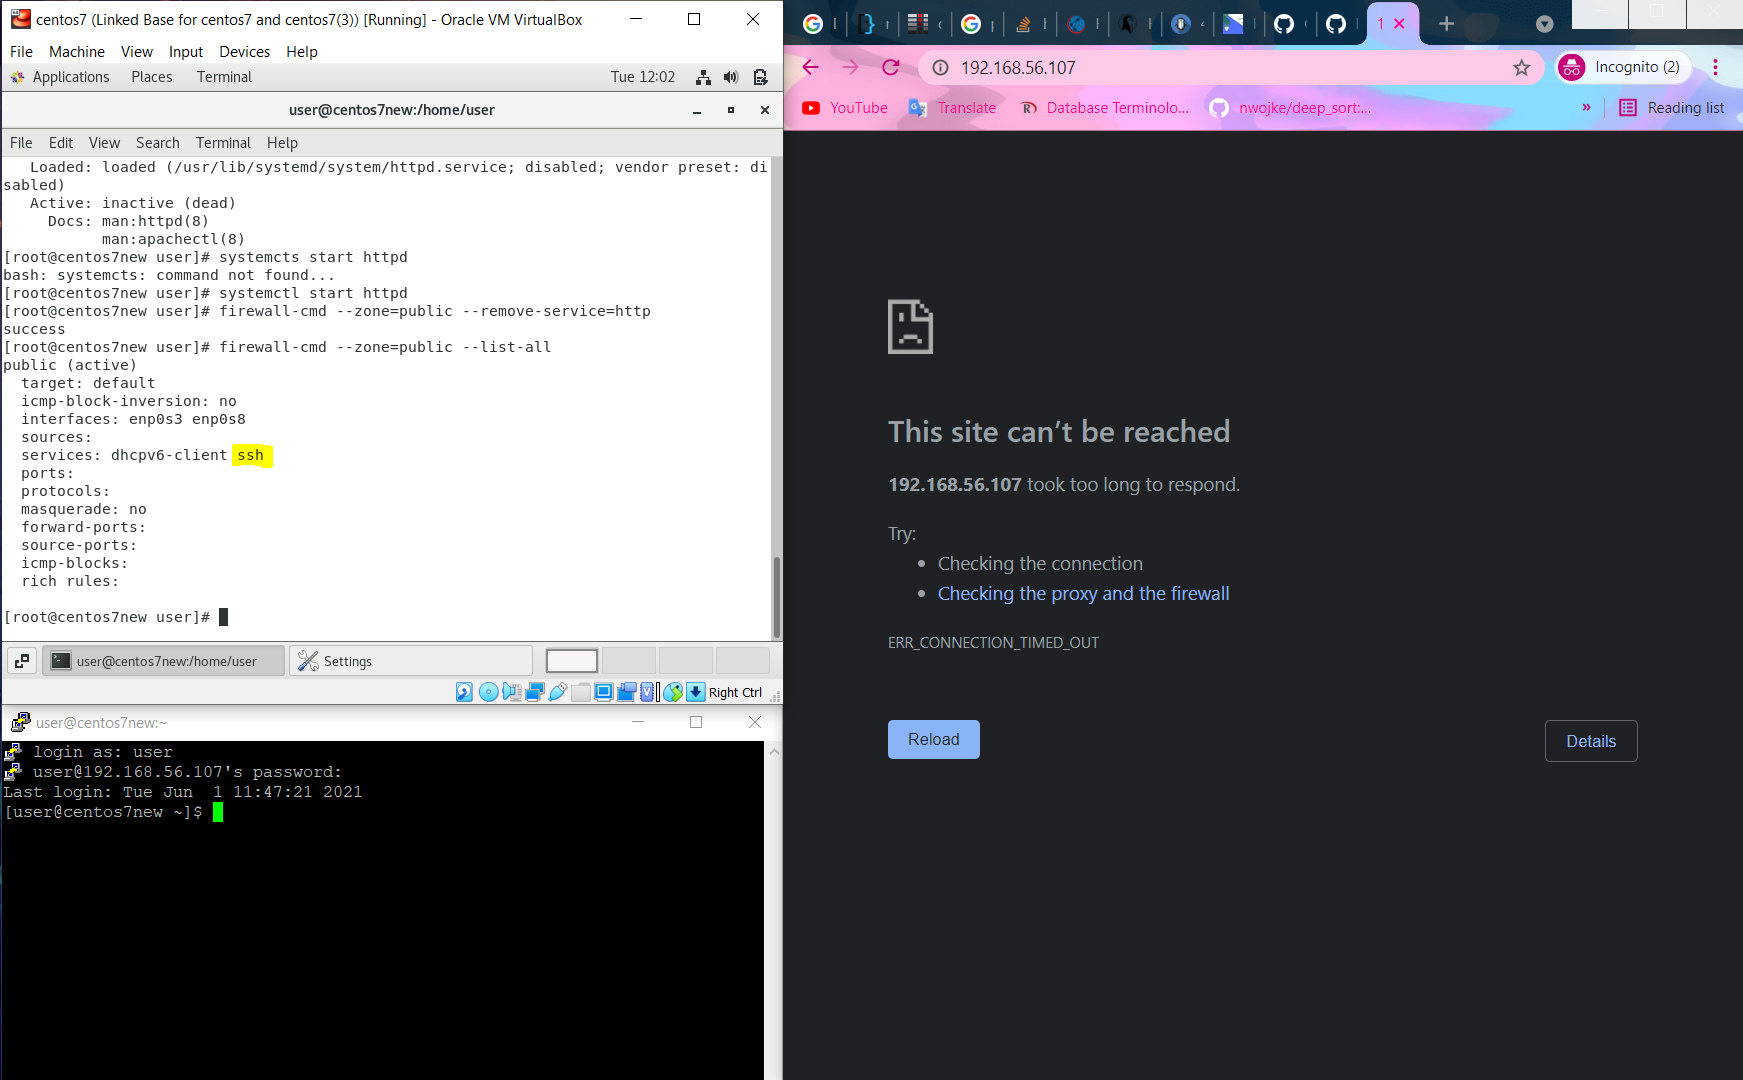 centos7 (Linked Base for centos7 and centos7(3)) [Running] - Oracle VM VirtualBox
File Machine View Input Devices Help
Applications Places Terminal Tue 12:02
user@centos7new:/home/user
File Edit View Search Terminal Help
   Loaded: loaded (/usr/lib/systemd/system/httpd.service; disabled; vendor preset: di
sabled)
   Active: inactive (dead)
     Docs: man:httpd(8)
           man:apachectl(8)
[root@centos7new user]# systemcts start httpd
bash: systemcts: command not found...
[root@centos7new user]# systemctl start httpd
[root@centos7new user]# firewall-cmd --zone=public --remove-service=http
success
[root@centos7new user]# firewall-cmd --zone=public --list-all
public (active)
  target: default
  icmp-block-inversion: no
  interfaces: enp0s3 enp0s8
  sources:
  services: dhcpv6-client ssh
  ports:
  protocols:
  masquerade: no
  forward-ports:
  source-ports:
  icmp-blocks:
  rich rules:
[root@centos7new user]#
user@centos7new:/home/user Settings
Right Ctrl
user@centos7new:~
login as: user
user@192.168.56.107's password:
Last login: Tue Jun  1 11:47:21 2021
[user@centos7new ~]$
1
192.168.56.107 Incognito (2)
YouTube Translate Database Terminolo... nwojke/deep_sort:... » Reading list
This site can’t be reached
192.168.56.107 took too long to respond.
Try:
• Checking the connection
• Checking the proxy and the firewall
ERR_CONNECTION_TIMED_OUT
Reload Details